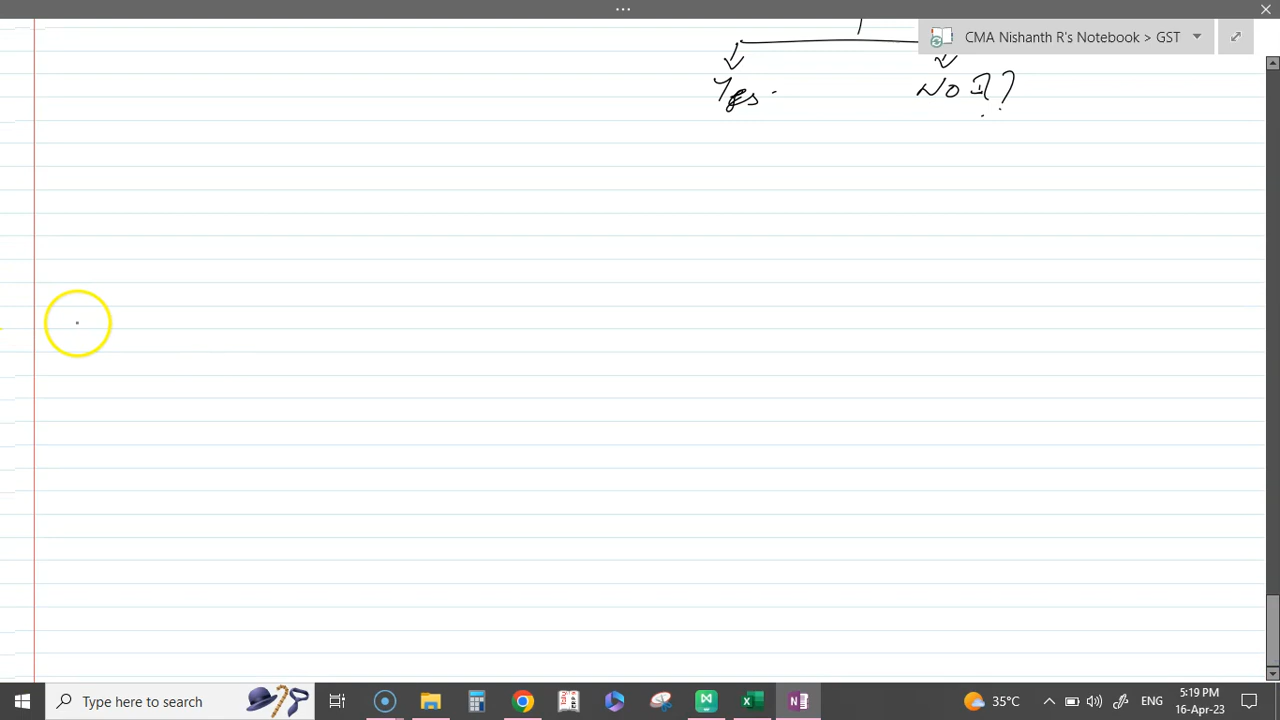 CMA Nishanth R's Notebook > GST
Yes
No
Type here to search
35°C
ENG
5:19 PM
16-Apr-23